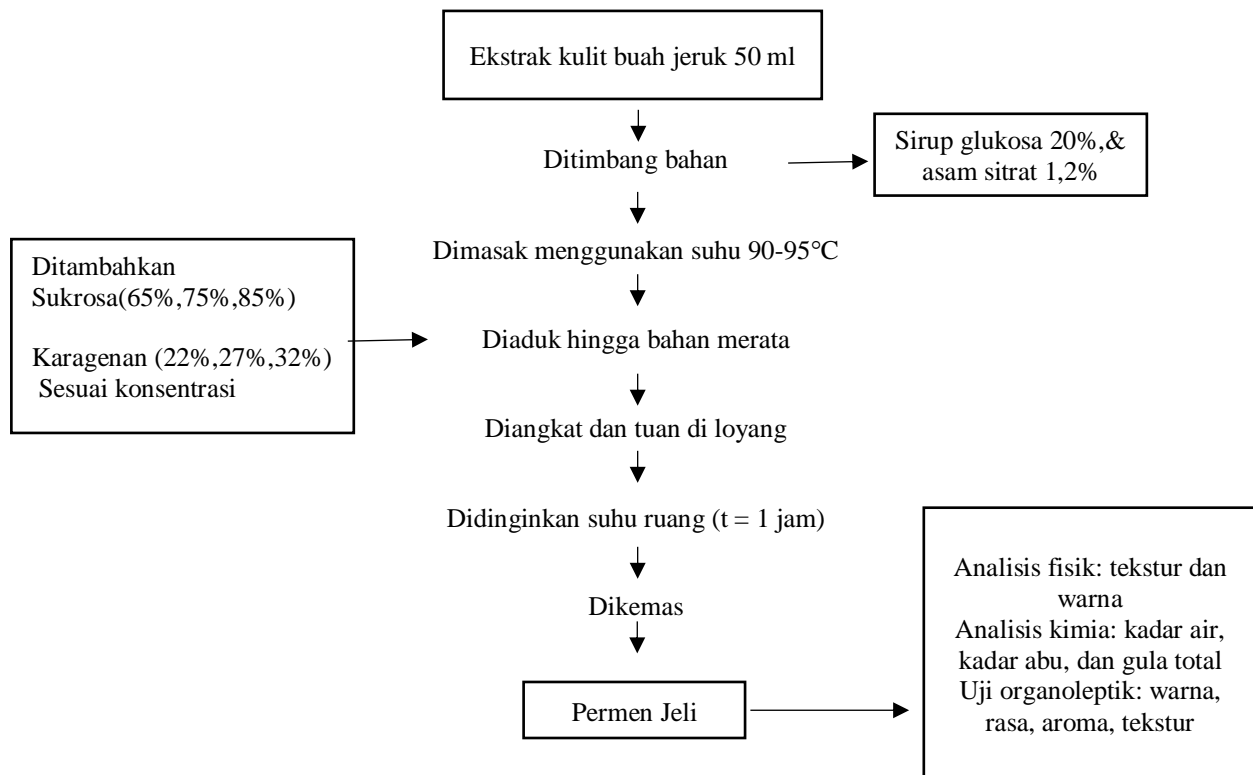 Ekstrak kulit buah jeruk 50 ml
Ditimbang bahan
Sirup glukosa 20%,&
asam sitrat 1,2%
Dimasak menggunakan suhu 90-95°C
Ditambahkan
Sukrosa(65%,75%,85%)
Karagenan (22%,27%,32%)
Sesuai konsentrasi
Diaduk hingga bahan merata
Diangkat dan tuan di loyang
Didinginkan suhu ruang (t = 1 jam)
Dikemas
Permen Jeli
Analisis fisik: tekstur dan
warna
Analisis kimia: kadar air,
kadar abu, dan gula total
Uji organoleptik: warna,
rasa, aroma, tekstur